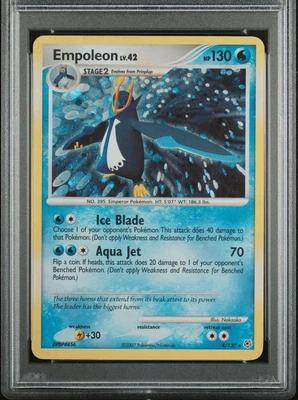 Empoleon LV.42
HP 130
STAGE 2 Evolves from Prinplup
NO. 395 Emperor Pokémon HT: 5'07" WT: 186.3 lbs.
Ice Blade
Choose 1 of your opponent's Pokémon. This attack does 40 damage to
that Pokémon. (Don't apply Weakness and Resistance for Benched Pokémon.)
Aqua Jet 70
Flip a coin. If heads, this attack does 20 damage to 1 of your opponent's
Benched Pokémon. (Don't apply Weakness and Resistance for Benched
Pokémon.)
The three horns that extend from its beak attest to its power.
The leader has the biggest horns.
Illus. Nakaoka
weakness resistance retreat cost
+30
©2007 Pokémon/Nintendo
4/130